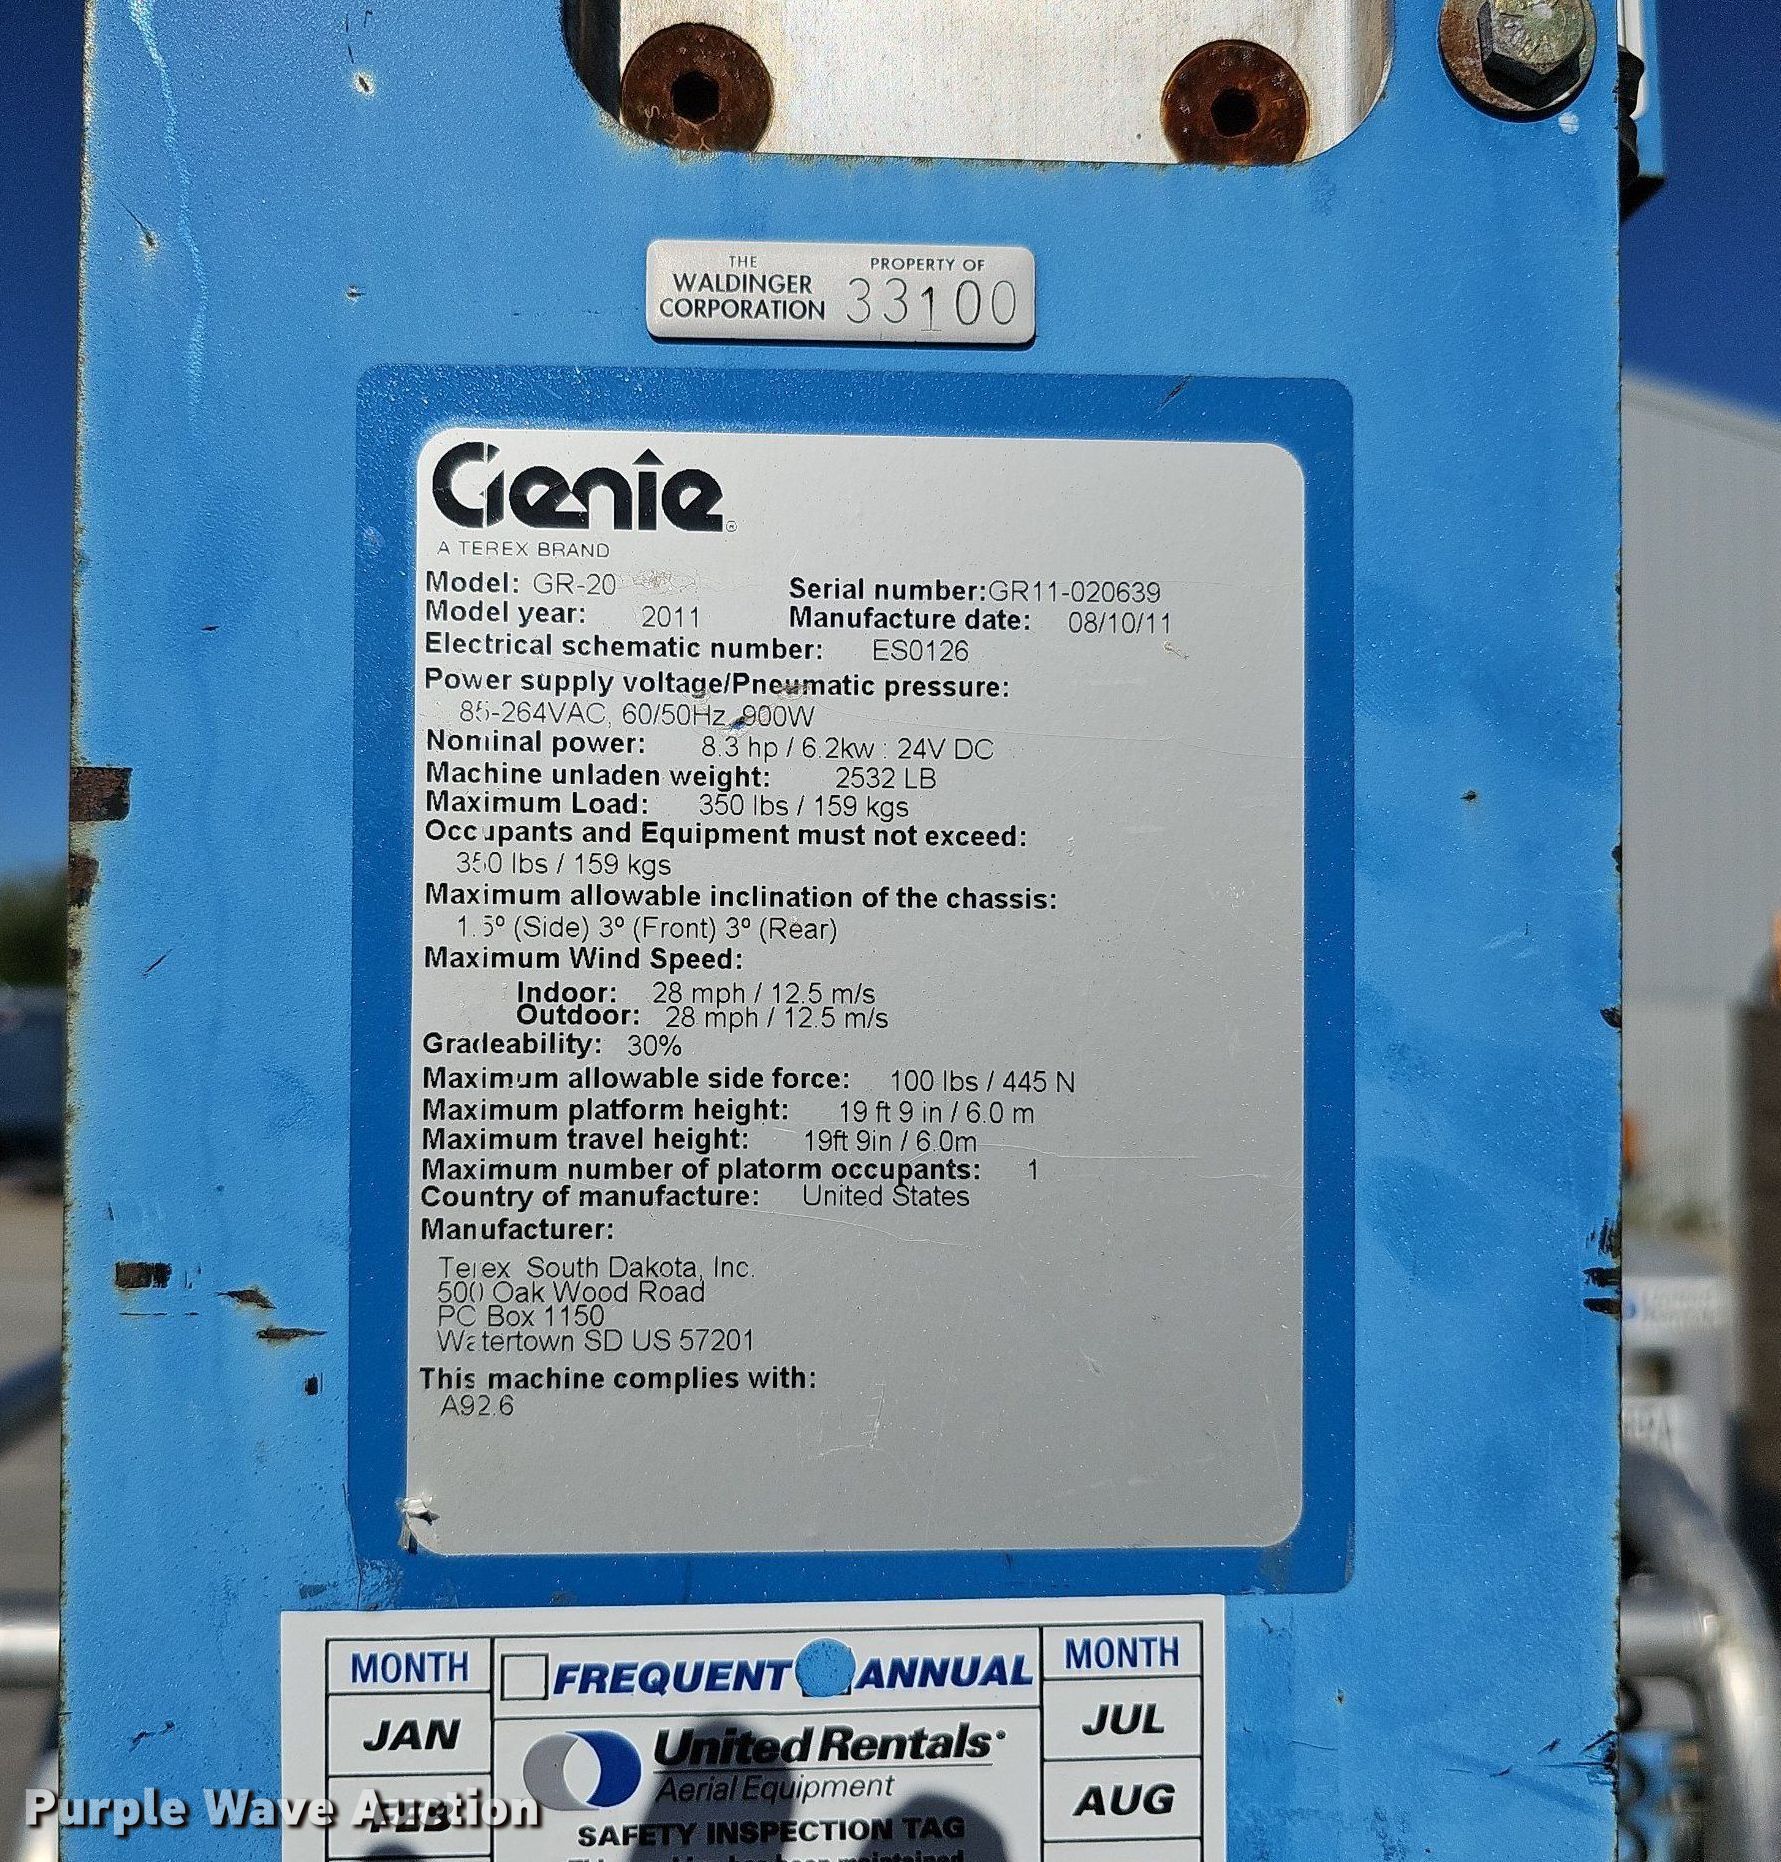 THE
WALDINGER
CORPORATION
PROPERTY OF
33100
Genie®
A TEREX BRAND
Model: GR-20 Serial number:GR11-020639
Model year: 2011 Manufacture date: 08/10/11
Electrical schematic number: ES0126
Power supply voltage/Pneumatic pressure:
85-264VAC, 60/50Hz, 900W
Nominal power: 8.3 hp / 6.2kw : 24V DC
Machine unladen weight: 2532 LB
Maximum Load: 350 lbs / 159 kgs
Occupants and Equipment must not exceed:
350 lbs / 159 kgs
Maximum allowable inclination of the chassis:
1.5º (Side) 3º (Front) 3º (Rear)
Maximum Wind Speed:
Indoor: 28 mph / 12.5 m/s
Outdoor: 28 mph / 12.5 m/s
Gradeability: 30%
Maximum allowable side force: 100 lbs / 445 N
Maximum platform height: 19 ft 9 in / 6.0 m
Maximum travel height: 19ft 9in / 6.0m
Maximum number of platorm occupants: 1
Country of manufacture: United States
Manufacturer:
Terex South Dakota, Inc.
500 Oak Wood Road
PO Box 1150
Watertown SD US 57201
This machine complies with:
A92.6
MONTH FREQUENT ANNUAL MONTH
JAN JUL
United Rentals
Aerial Equipment
FEB AUG
SAFETY INSPECTION TAG
Purple Wave Auction